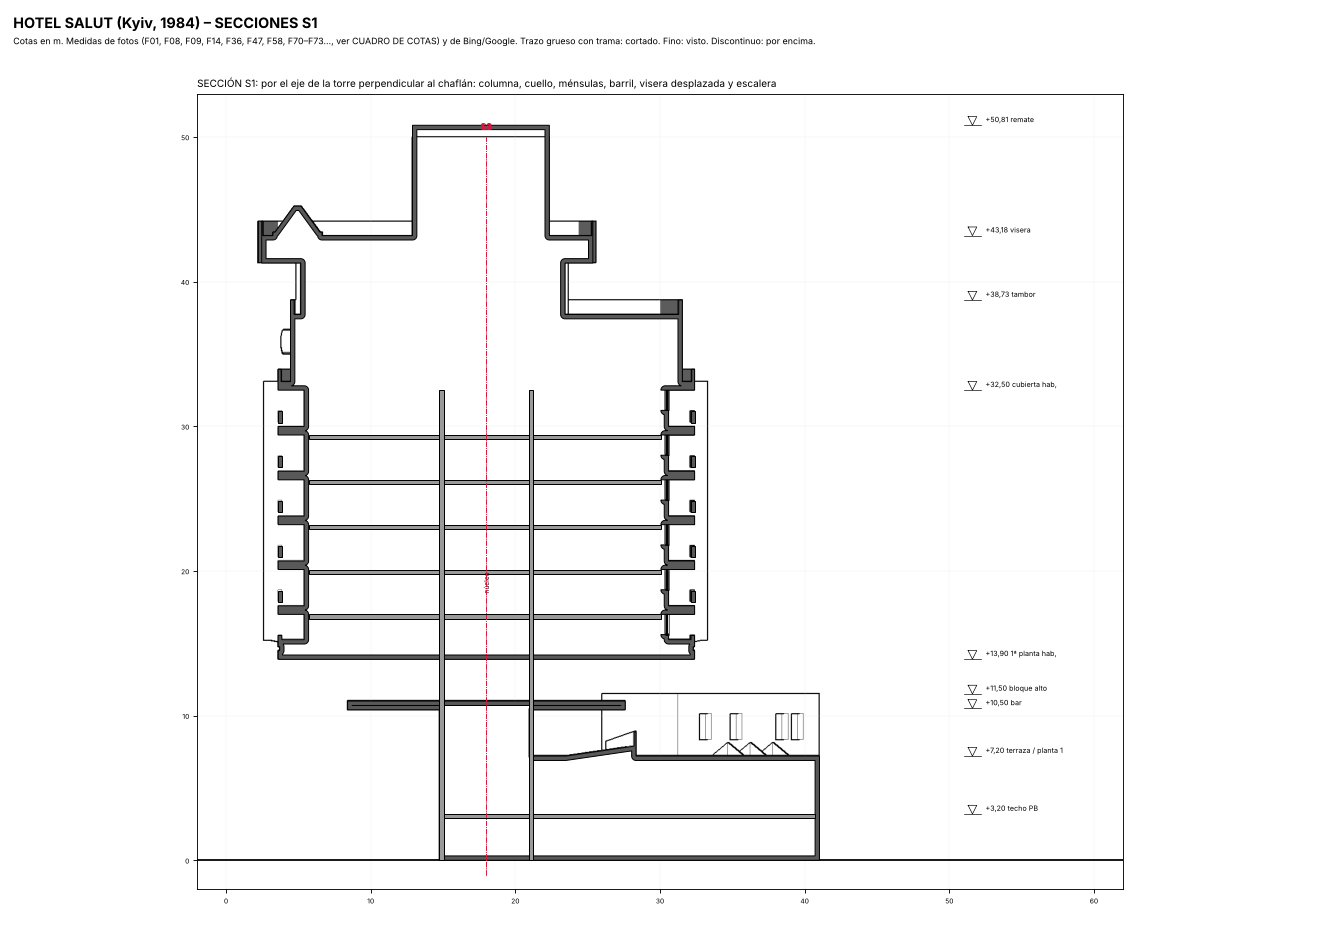 HOTEL SALUT (Kyiv, 1984) – SECCIONES S1
Cotas en m. Medidas de fotos (F01, F08, F09, F14, F36, F47, F58, F70–F73..., ver CUADRO DE COTAS) y de Bing/Google. Trazo grueso con trama: cortado. Fino: visto. Discontinuo: por encima.
SECCIÓN S1: por el eje de la torre perpendicular al chaflán: columna, cuello, ménsulas, barril, visera desplazada y escalera
+50,81 remate
50
+43,18 visera
40
+38,73 tambor
+32,50 cubierta hab,
30
20
núcleo
+13,90 1ª planta hab,
+11,50 bloque alto
+10,50 bar
10
+7,20 terraza / planta 1
+3,20 techo PB
0
0 10 20 30 40 50 60